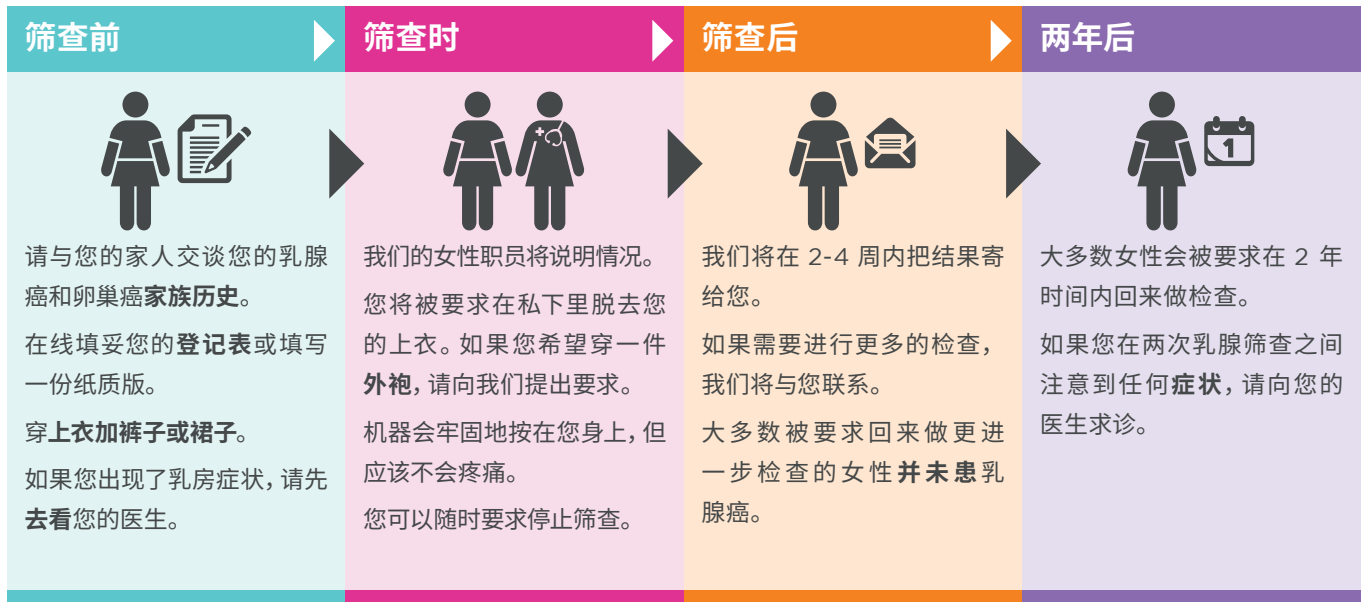 筛查前
请与您的家人交谈您的乳腺
癌和卵巢癌家族历史。
在线填妥您的登记表或填写
一份纸质版。
穿上衣加裤子或裙子。
如果您出现了乳房症状，请先
去看您的医生。
筛查时
我们的女性职员将说明情况。
您将被要求在私下里脱去您
的上衣。如果您希望穿一件
外袍，请向我们提出要求。
机器会牢固地按在您身上，但
应该不会疼痛。
您可以随时要求停止筛查。
筛查后
我们将在 2-4 周内把结果寄
给您。
如果需要进行更多的检查，
我们将与您联系。
大多数被要求回来做更进
一步检查的女性并未患乳
腺癌。
两年后
1
大多数女性会被要求在 2 年
时间内回来做检查。
如果您在两次乳腺筛查之间
注意到任何症状，请向您的
医生求诊。